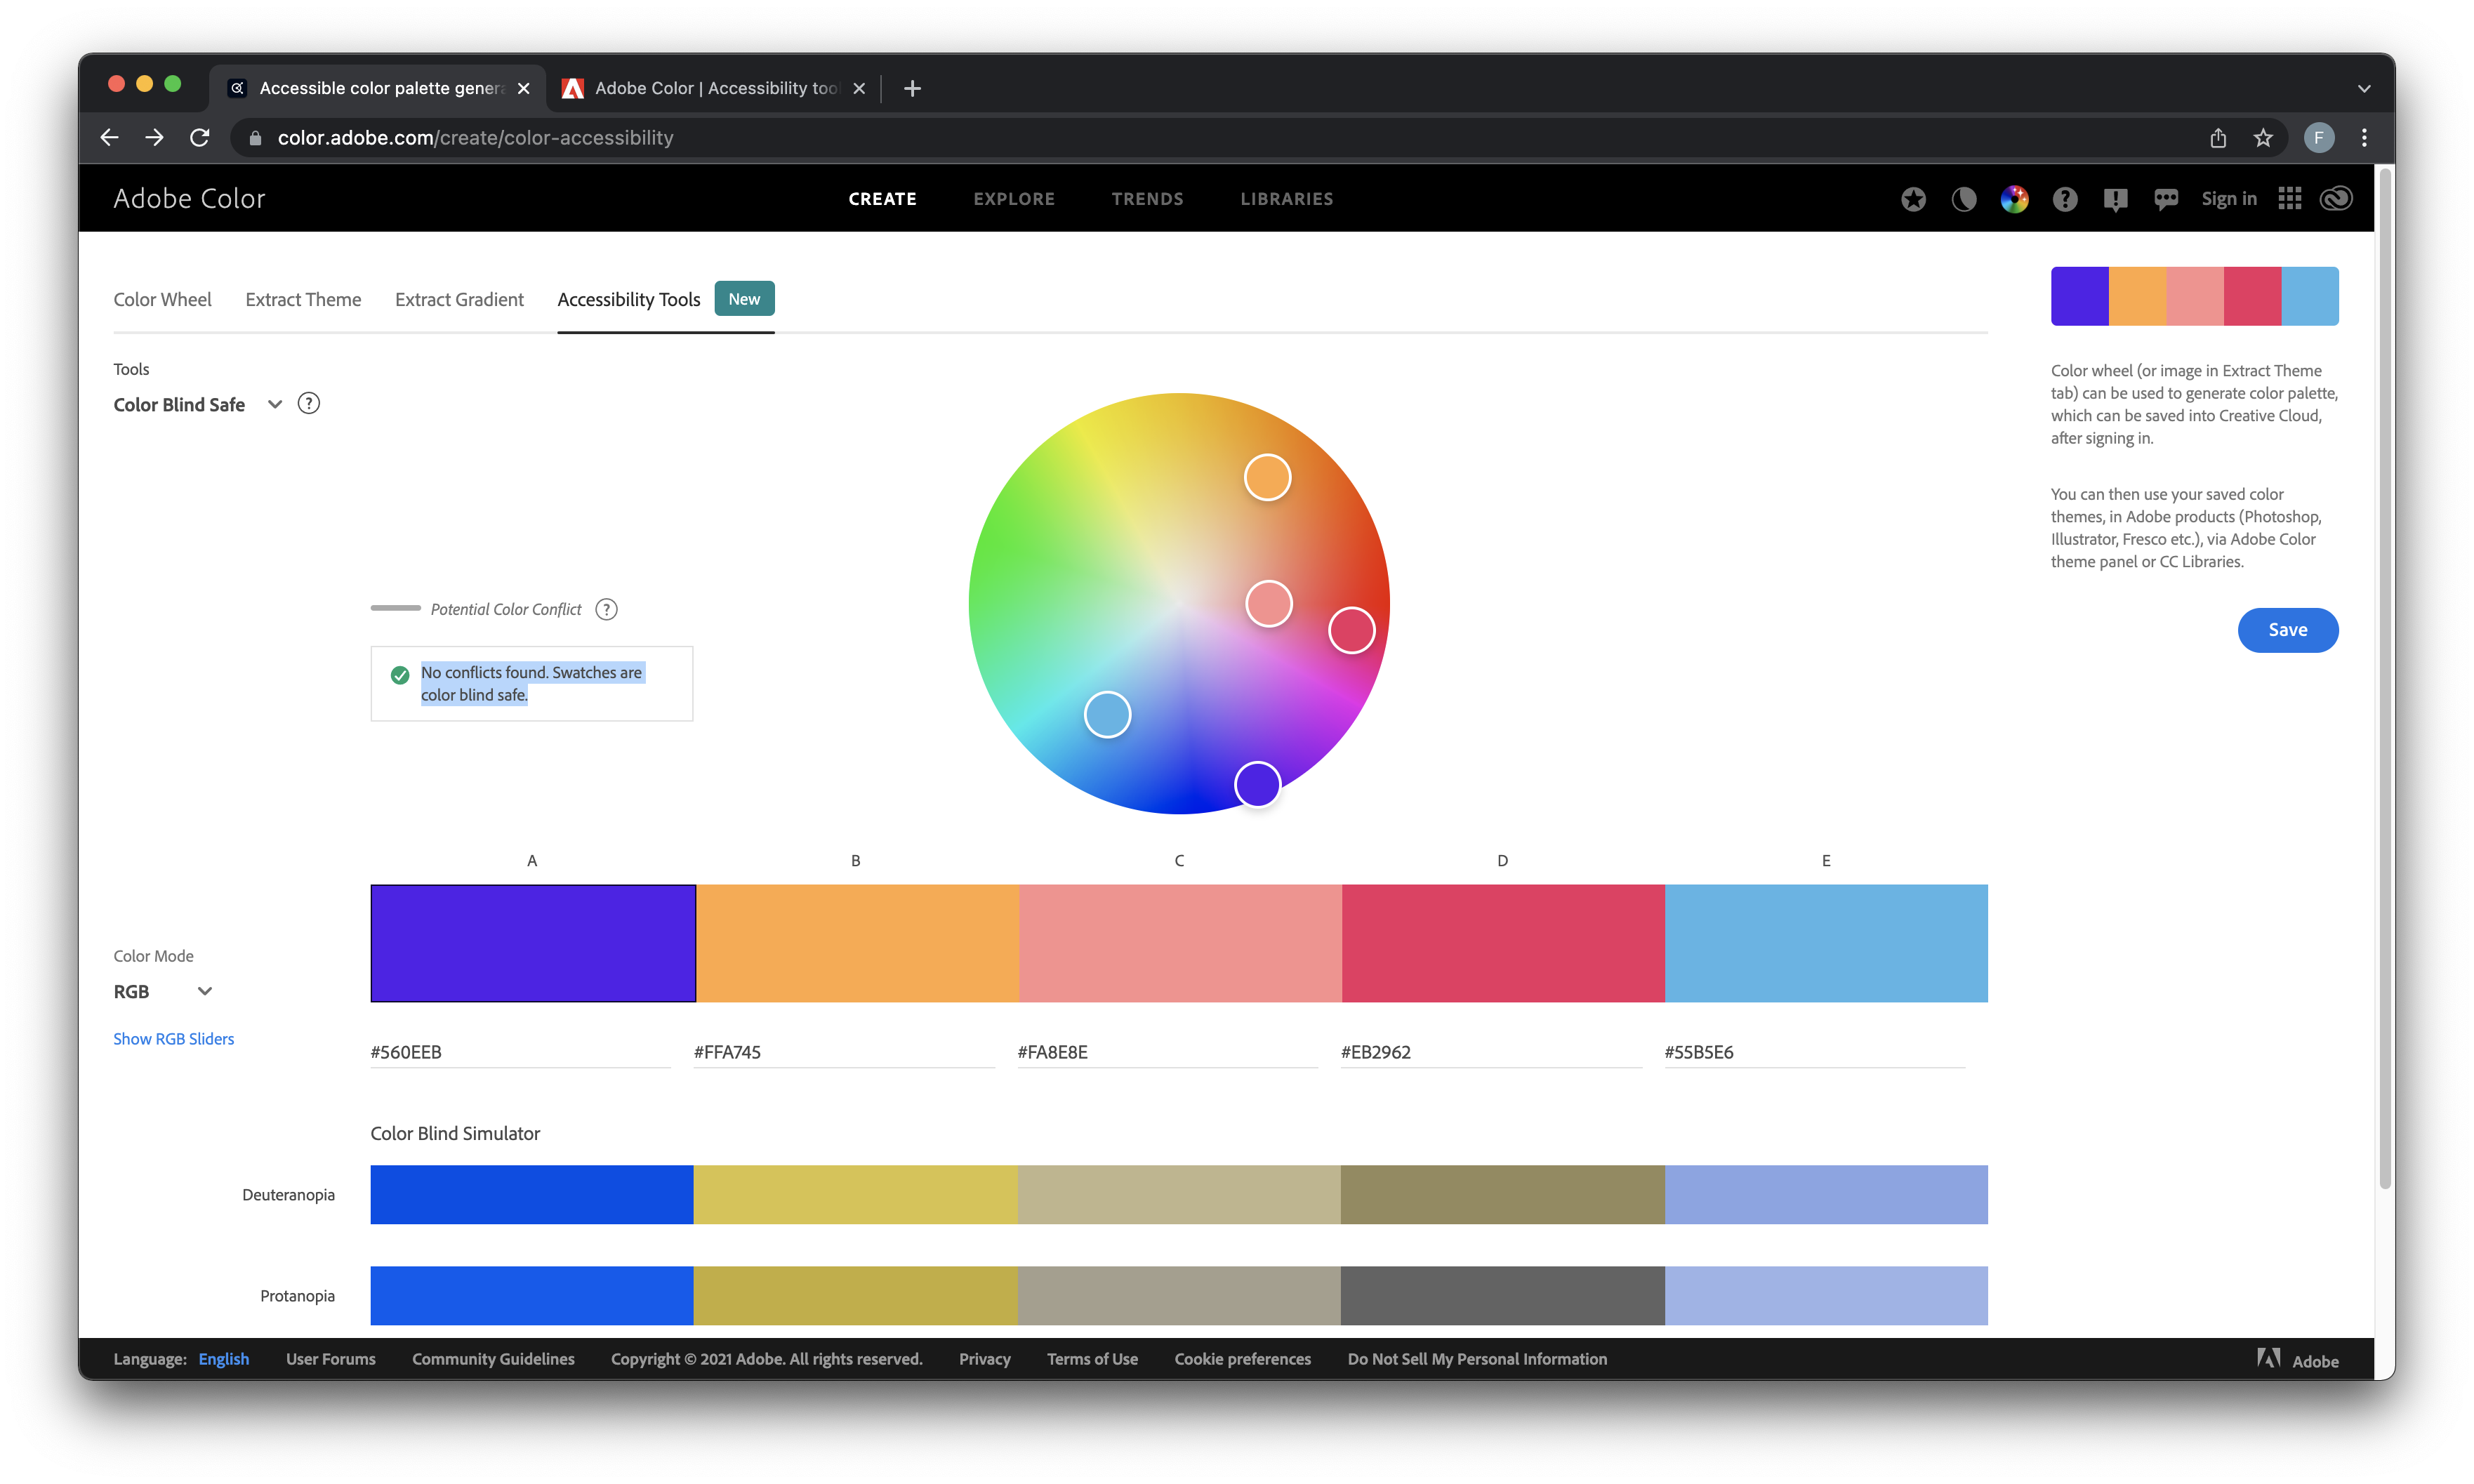 Accessible color palette genera
Adobe Color | Accessibility tool
color.adobe.com/create/color-accessibility
F
Adobe Color
CREATE
EXPLORE
TRENDS
LIBRARIES
Sign in
Color Wheel
Extract Theme
Extract Gradient
Accessibility Tools
New
Tools
Color Blind Safe
Potential Color Conflict
No conflicts found. Swatches are
color blind safe.
Color wheel (or image in Extract Theme
tab) can be used to generate color palette,
which can be saved into Creative Cloud,
after signing in.
You can then use your saved color
themes, in Adobe products (Photoshop,
Illustrator, Fresco etc.), via Adobe Color
theme panel or CC Libraries.
Save
A
B
C
D
E
Color Mode
RGB
Show RGB Sliders
#560EEB
#FFA745
#FA8E8E
#EB2962
#55B5E6
Color Blind Simulator
Deuteranopia
Protanopia
Language: English
User Forums
Community Guidelines
Copyright © 2021 Adobe. All rights reserved.
Privacy
Terms of Use
Cookie preferences
Do Not Sell My Personal Information
Adobe